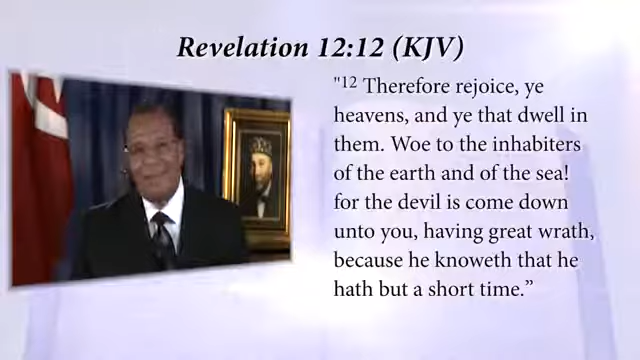 Revelation 12:12 (KJV)
"12 Therefore rejoice, ye
heavens, and ye that dwell in
them. Woe to the inhabiters
of the earth and of the sea!
for the devil is come down
unto you, having great wrath,
because he knoweth that he
hath but a short time.”